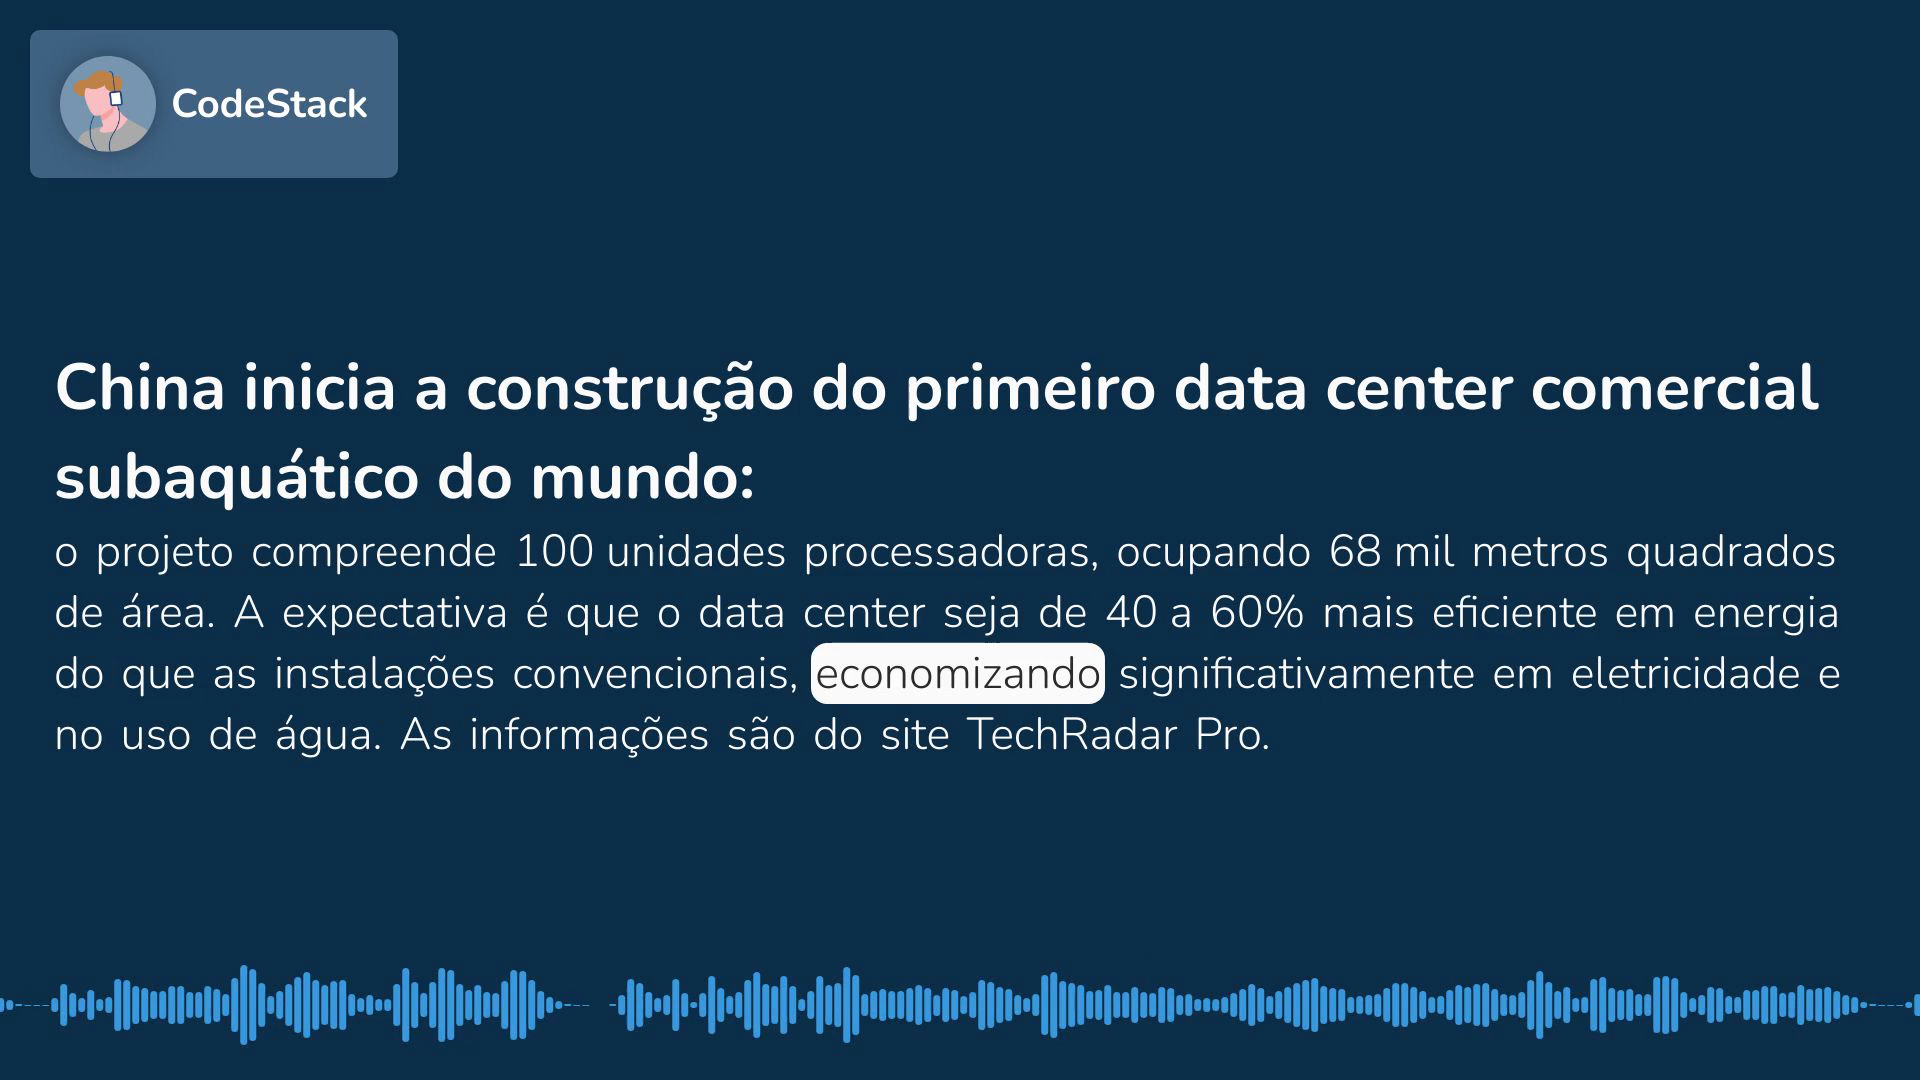 CodeStack
China inicia a construção do primeiro data center comercial
subaquático do mundo:
o projeto compreende 100 unidades processadoras, ocupando 68 mil metros quadrados
de área. A expectativa é que o data center seja de 40 a 60% mais eficiente em energia
do que as instalações convencionais, economizando significativamente em eletricidade e
no uso de água. As informações são do site TechRadar Pro.